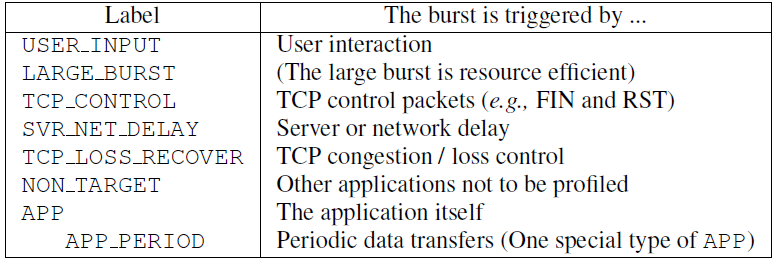 Label The burst is triggered by ...
USER_INPUT User interaction
LARGE_BURST (The large burst is resource efficient)
TCP_CONTROL TCP control packets (e.g., FIN and RST)
SVR_NET_DELAY Server or network delay
TCP_LOSS_RECOVER TCP congestion / loss control
NON_TARGET Other applications not to be profiled
APP The application itself
APP_PERIOD Periodic data transfers (One special type of APP)